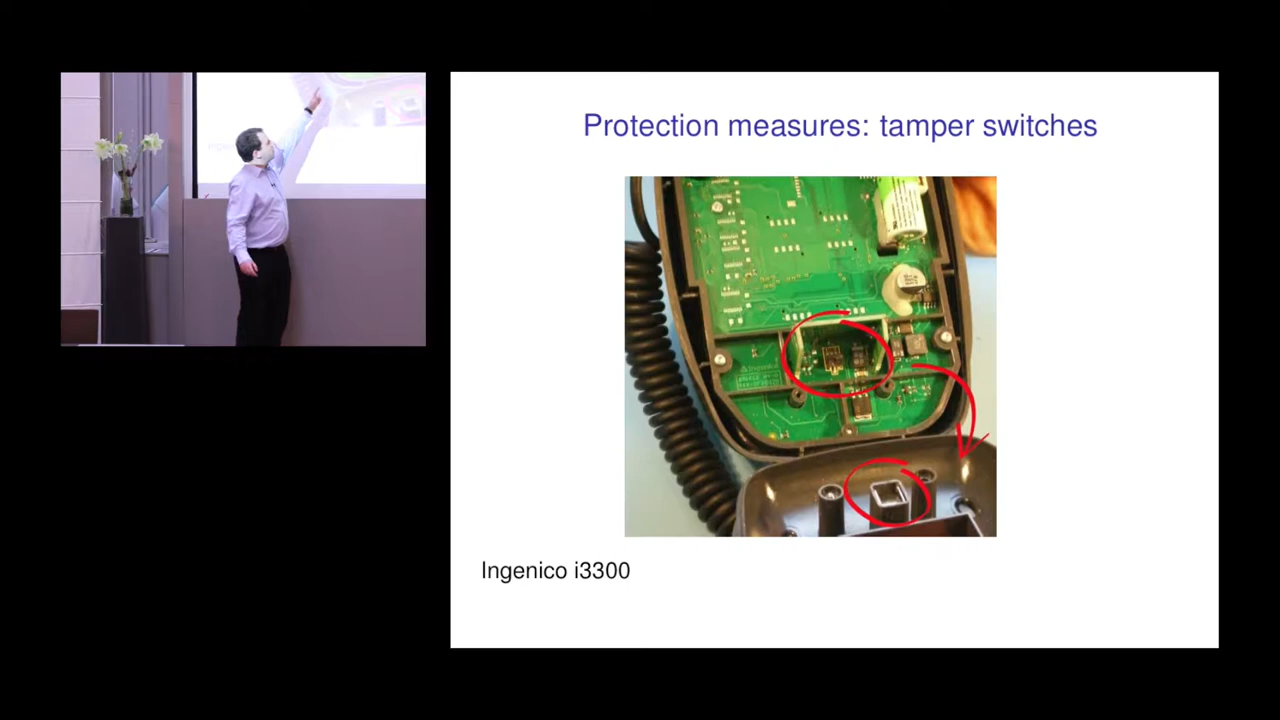 Protection measures: tamper switches
Ingenico i3300